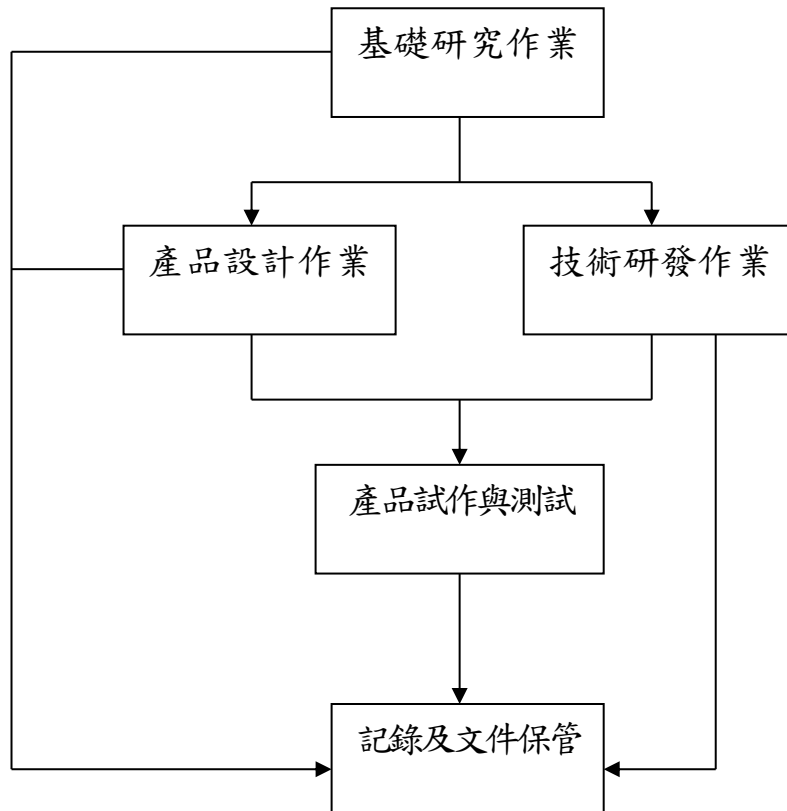 基礎研究作業
產品設計作業
技術研發作業
產品試作與測試
記錄及文件保管